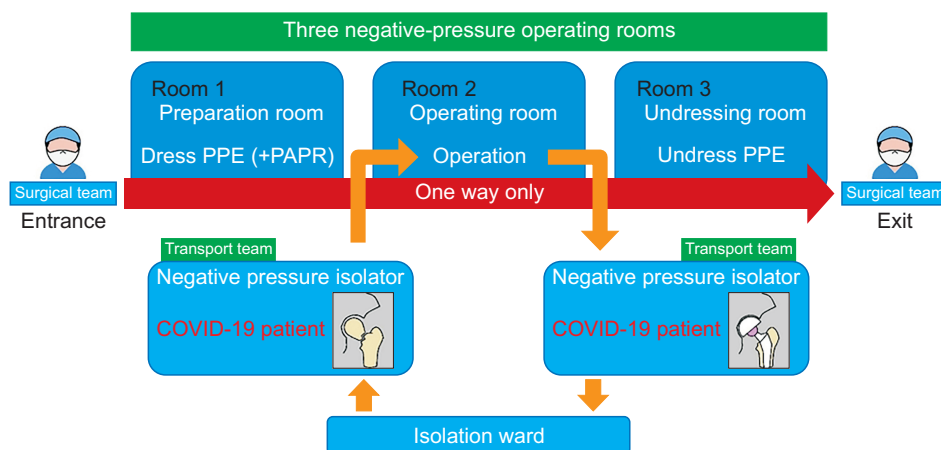 Three negative-pressure operating rooms
Room 1
Preparation room
Dress PPE (+PAPR)
Room 2
Operating room
Operation
Room 3
Undressing room
Undress PPE
One way only
Surgical team
Entrance
Surgical team
Exit
Transport team
Negative pressure isolator
COVID-19 patient
Transport team
Negative pressure isolator
COVID-19 patient
Isolation ward